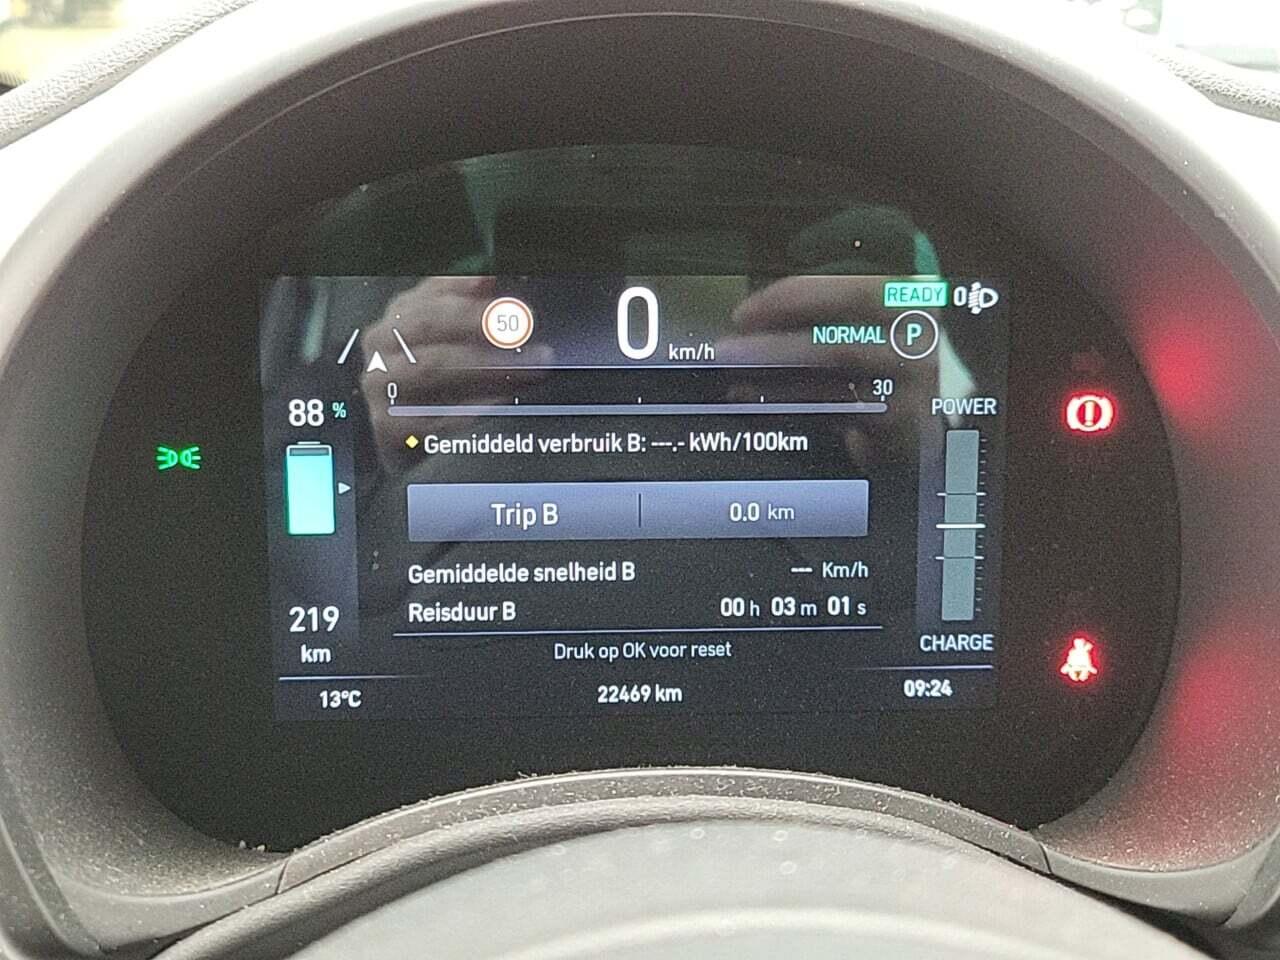 READY
50
0 km/h
NORMAL P
0 30
88 %
POWER
Gemiddeld verbruik B: ---.- kWh/100km
Trip B 0.0 km
Gemiddelde snelheid B --- Km/h
219
km
Reisduur B 00 h 03 m 01 s
CHARGE
Druk op OK voor reset
13°C 22469 km 09:24